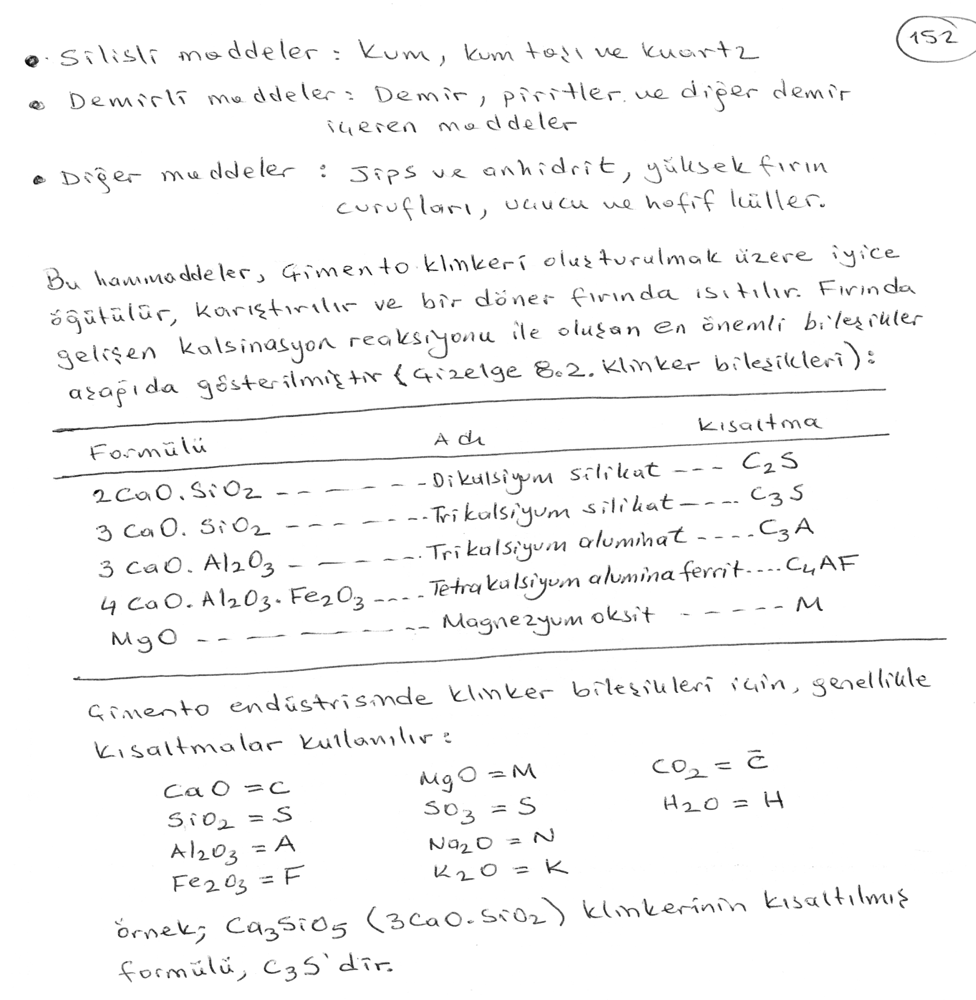 152
• Silisli maddeler : Kum, kum taşı ve kuartz
• Demirli maddeler : Demir, piritler ve diğer demir
içeren maddeler
• Diğer maddeler : Jips ve anhidrit, yüksek fırın
curufları, uçucu ve hafif küller.
Bu hammaddeler, çimento klinkeri oluşturulmak üzere iyice
öğütülür, karıştırılır ve bir döner fırında ısıtılır. Fırında
gelişen kalsinasyon reaksiyonu ile oluşan en önemli bileşikler
aşağıda gösterilmiştir (Çizelge 8.2. Klinker bileşikleri):
Formülü Adı Kısaltma
2CaO.SiO2 ------- Dikalsiyum silikat --- C2S
3 CaO. SiO2 ------- Trikalsiyum silikat ---- C3S
3 CaO. Al2O3 ------ Trikalsiyum aluminat ---- C3A
4 CaO. Al2O3. Fe2O3 ---- Tetrakalsiyum alumina ferrit.... C4AF
MgO -------- Magnezyum oksit ------ M
Çimento endüstrisinde klinker bileşikleri için, genellikle
kısaltmalar kullanılır:
CaO = C MgO = M CO2 = C̄
SiO2 = S SO3 = S H2O = H
Al2O3 = A Na2O = N
Fe2O3 = F K2O = K
örnek; Ca3SiO5 (3CaO.SiO2) klinkerinin kısaltılmış
formülü, C3S'dir.